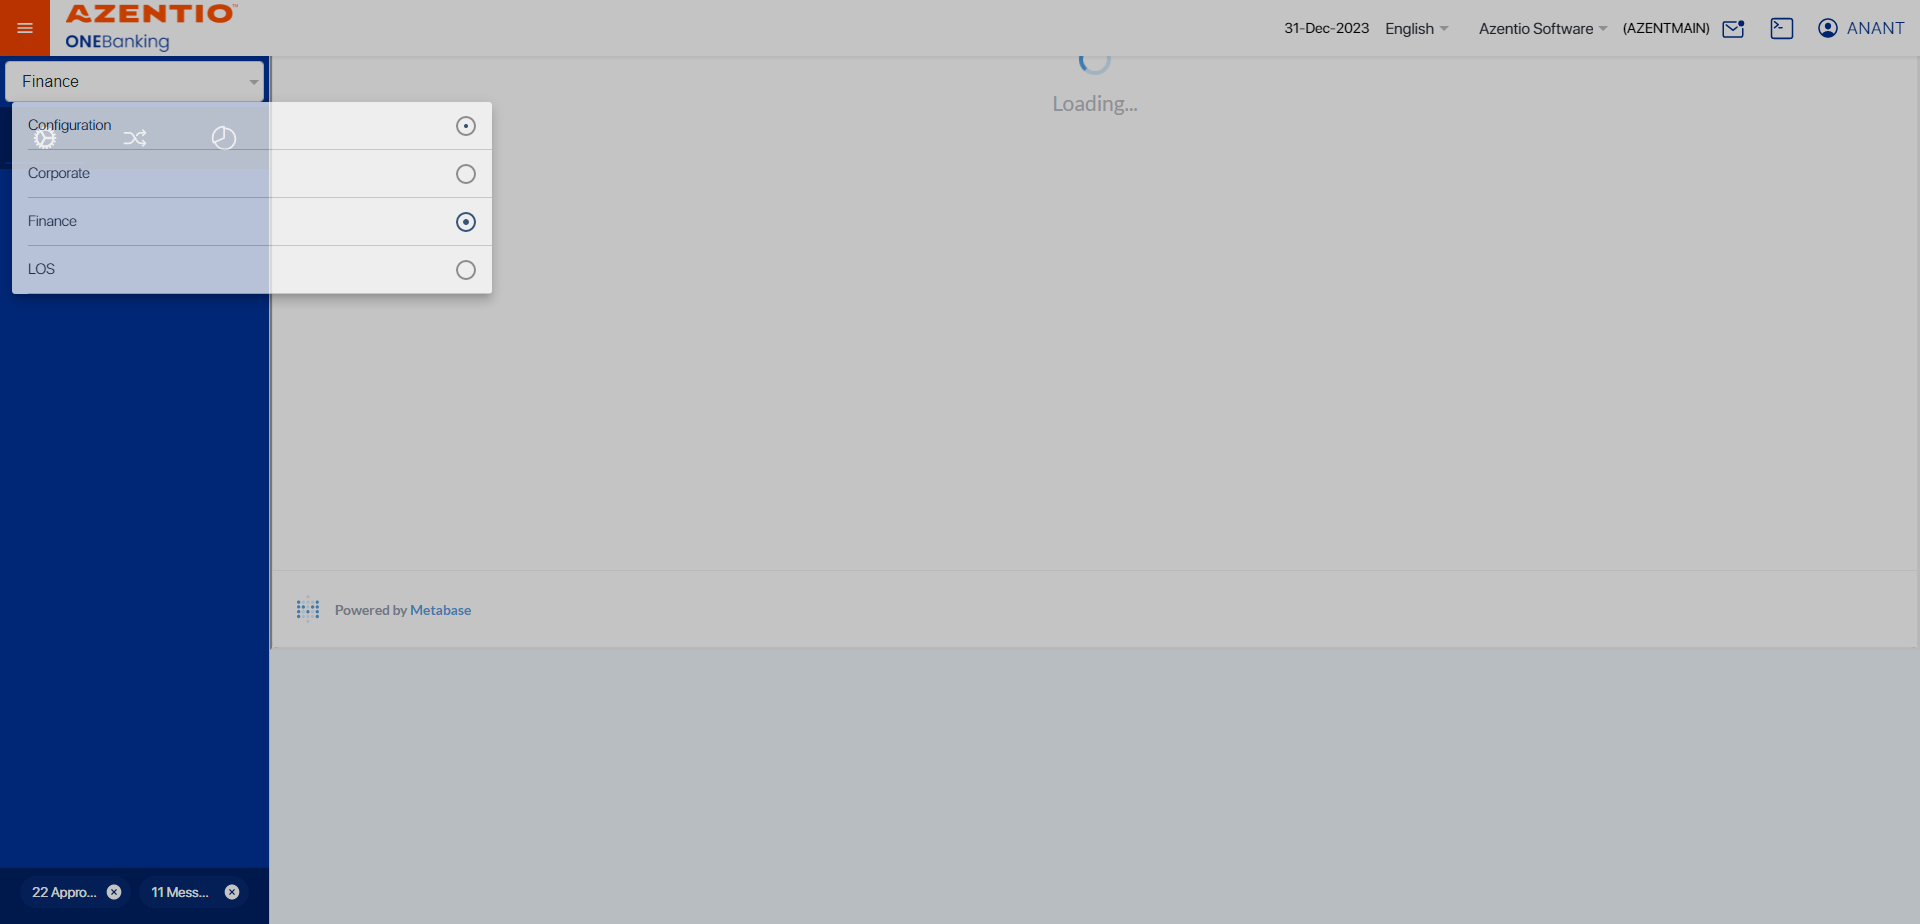 AZENTIO™
ONEBanking
31-Dec-2023 English Azentio Software (AZENTMAIN) ANANT
Finance
Configuration
Corporate
Finance
LOS
Loading...
Powered by Metabase
22 Appro... 11 Mess...